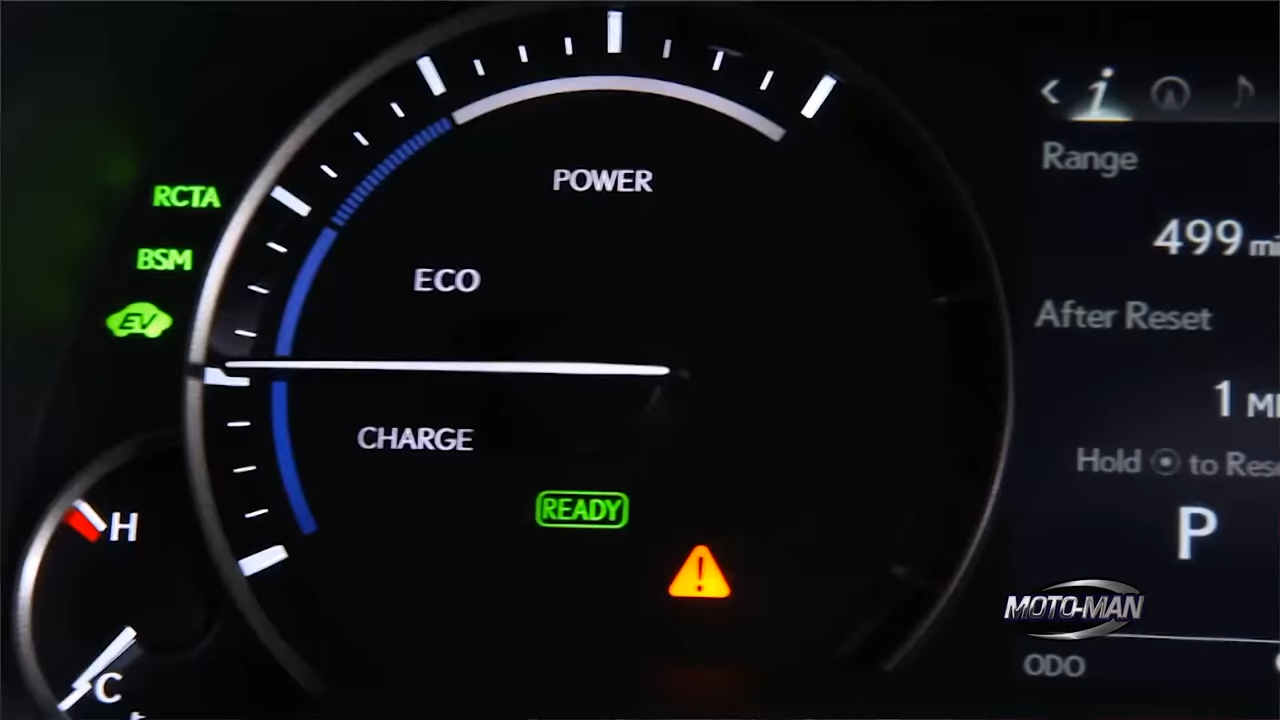 POWER
ECO
CHARGE
READY
RCTA
BSM
EV
H
C
i
Range
499 mi
After Reset
1 MI
Hold to Rese
P
MOTO-MAN
ODO